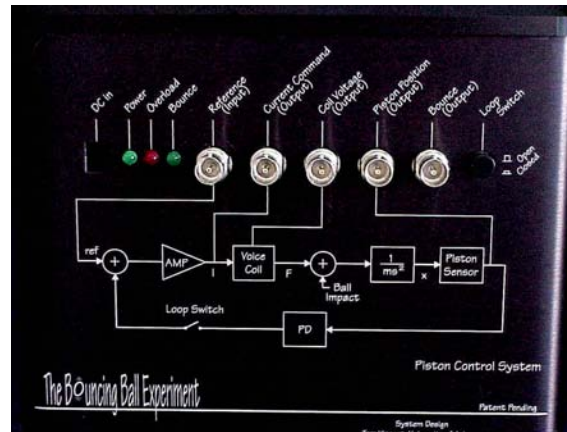 DC in
Power
Overload
Bounce
Reference
(Input)
Current Command
(Output)
Coil Voltage
(Output)
Piston Position
(Output)
Bounce
(Output)
Loop
Switch
Open
Closed
ref
+
AMP
I
Voice
Coil
F
+
Ball
Impact
1
ms²
x
Piston
Sensor
Loop Switch
PD
Piston Control System
The Bouncing Ball Experiment
Patent Pending
System Design